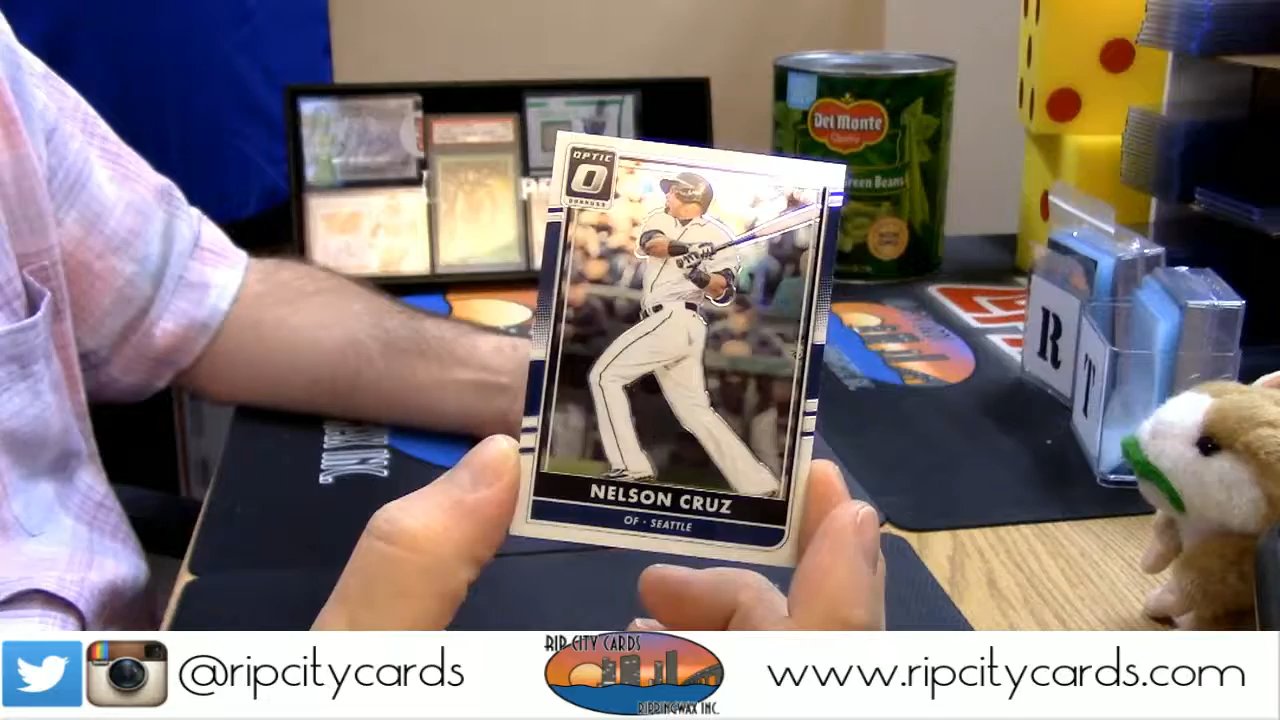 Del Monte
Quality
Green Beans
OPTIC
DONRUSS
NELSON CRUZ
OF · SEATTLE
R
T
@ripcitycards
RIP CITY CARDS
RIPPINGWAX INC.
www.ripcitycards.com